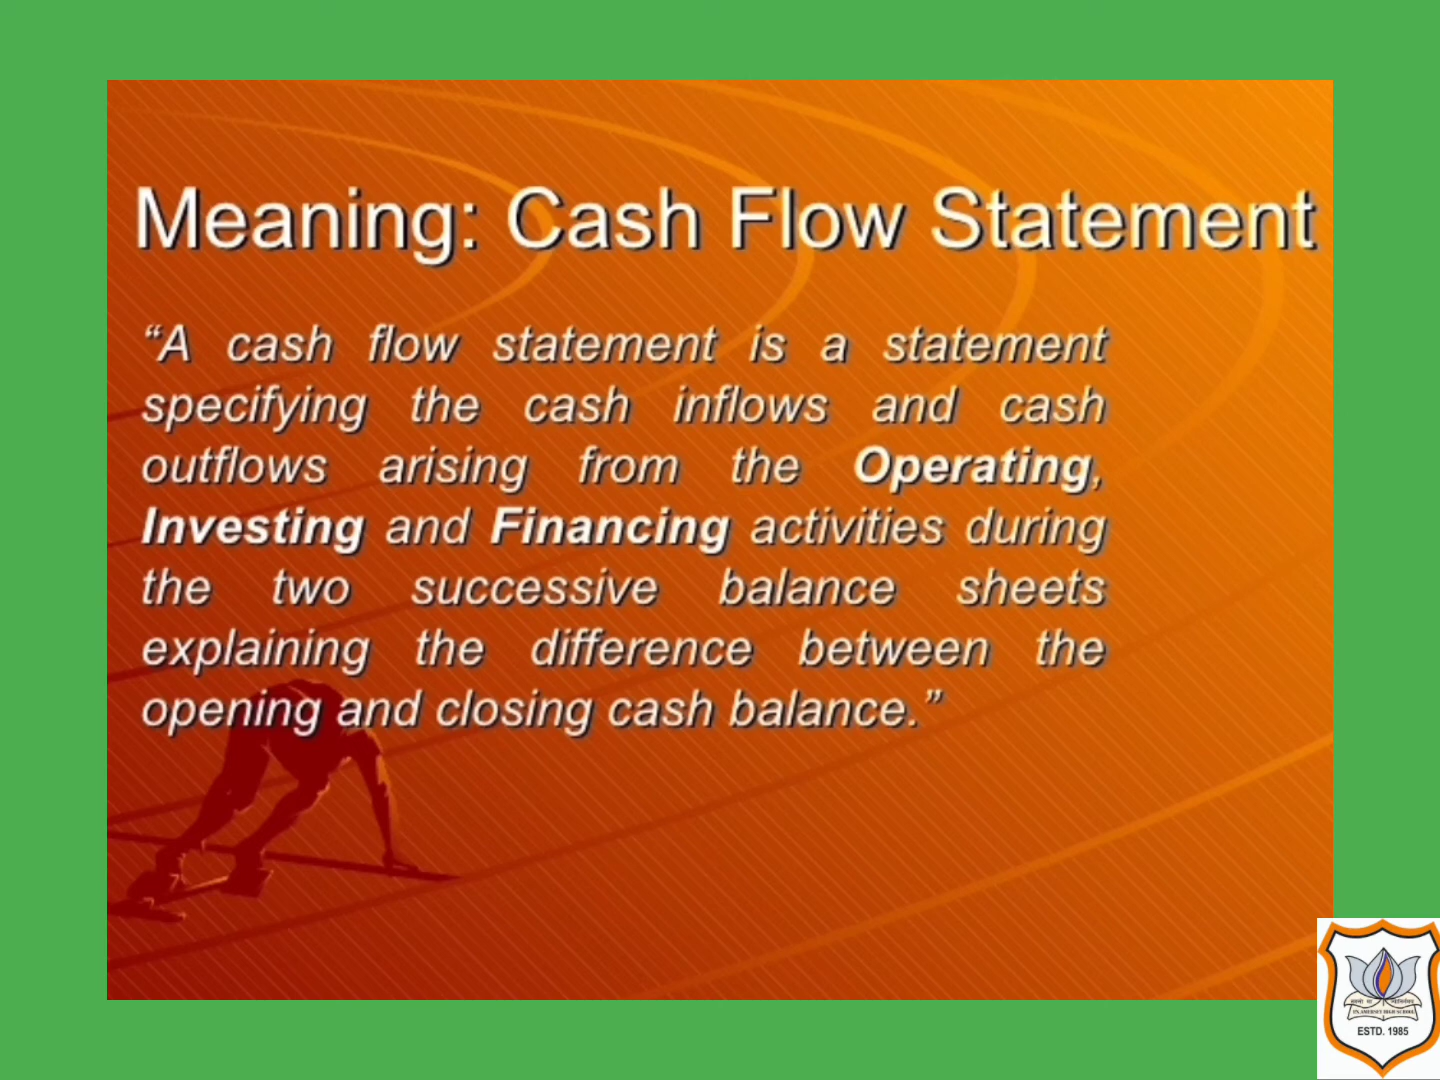 Meaning: Cash Flow Statement
“A cash flow statement is a statement
specifying the cash inflows and cash
outflows arising from the Operating,
Investing and Financing activities during
the two successive balance sheets
explaining the difference between the
opening and closing cash balance.”
ESTD. 1985